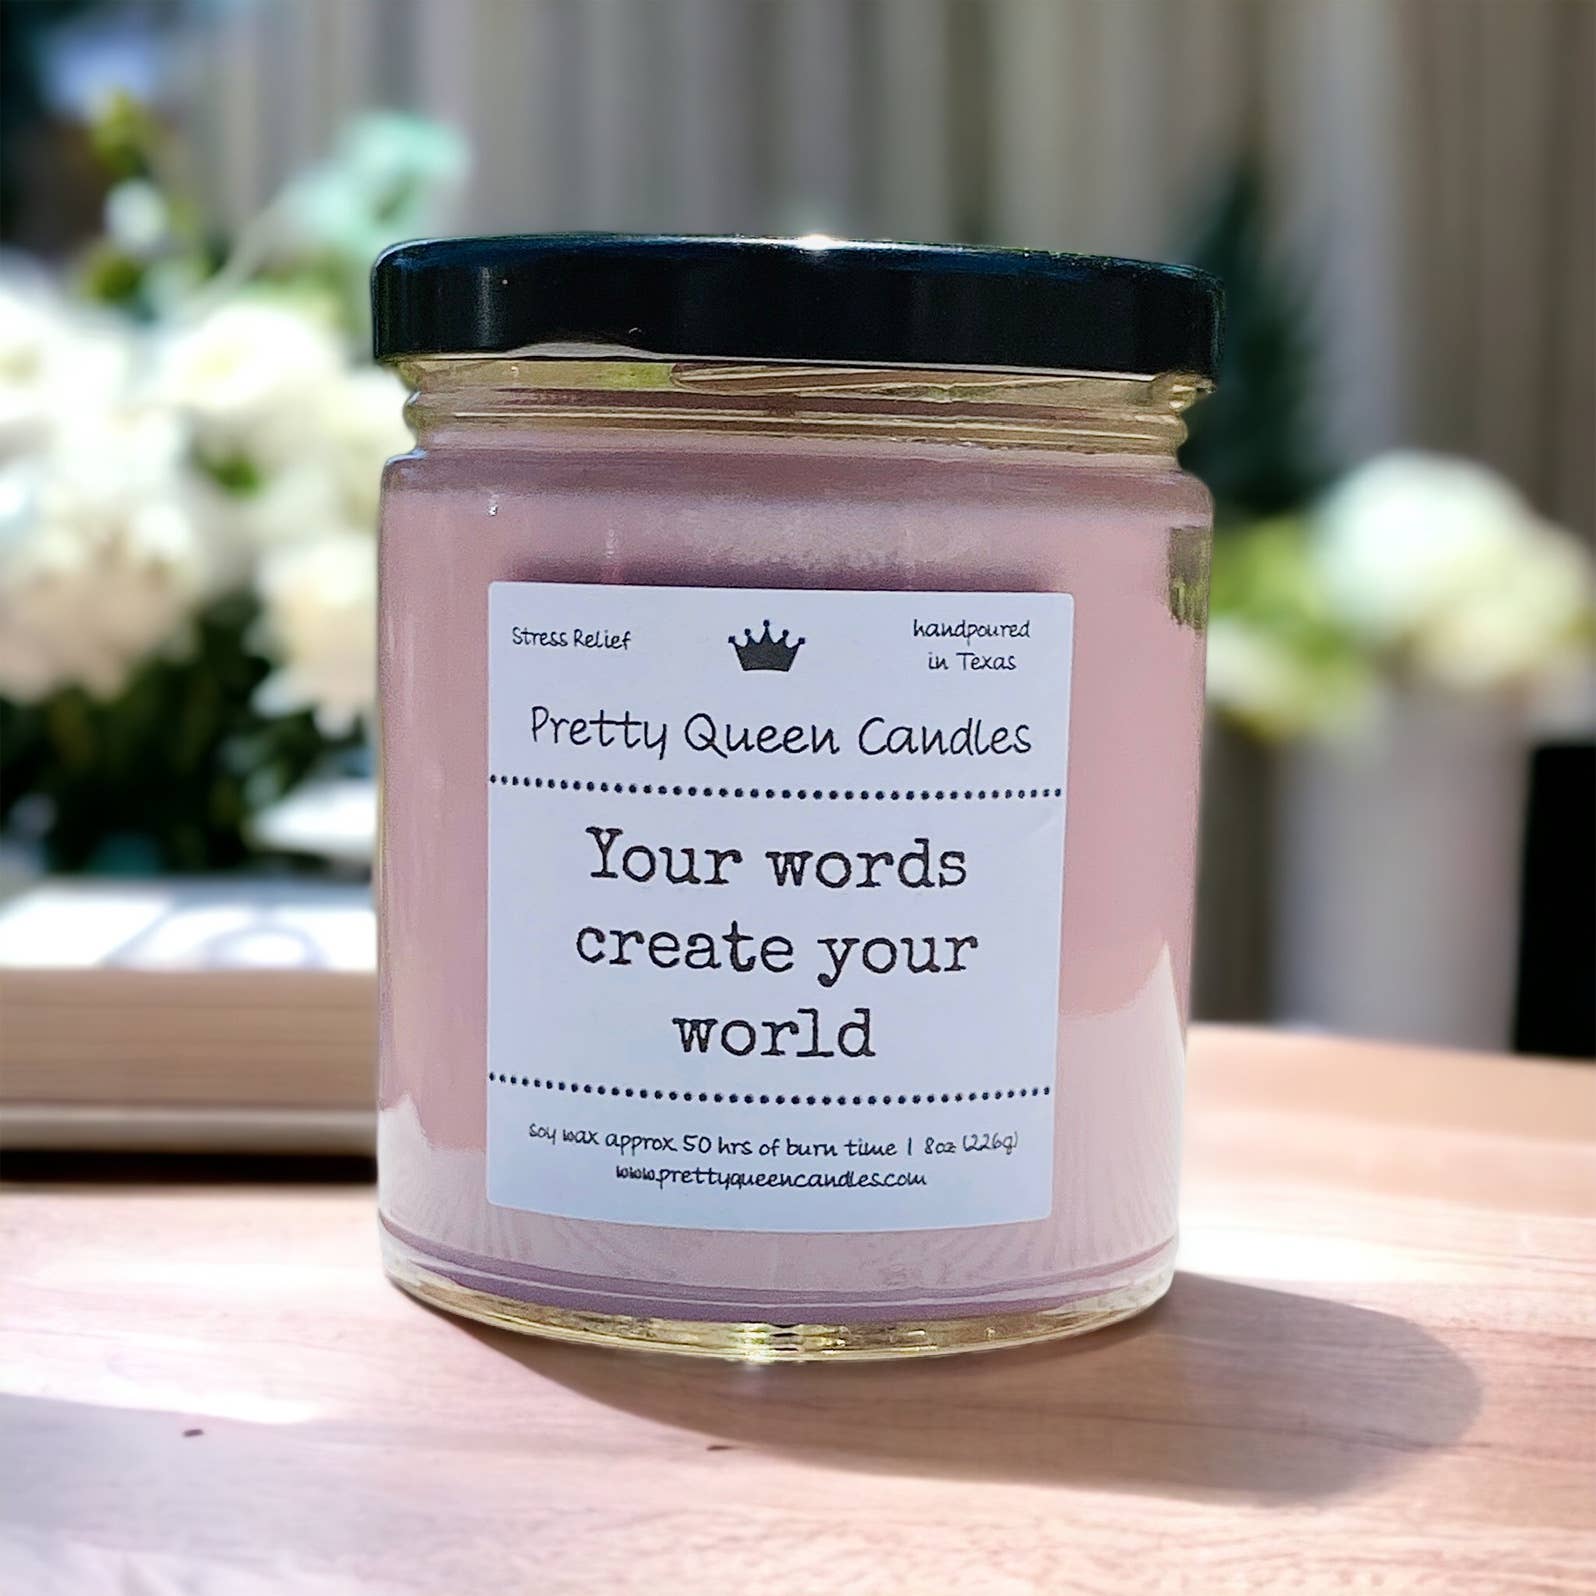 Stress Relief
handpoured
in Texas
Pretty Queen Candles
Your words
create your
world
soy wax approx. 50 hrs of burn time | 8oz (226g)
www.prettyqueencandles.com